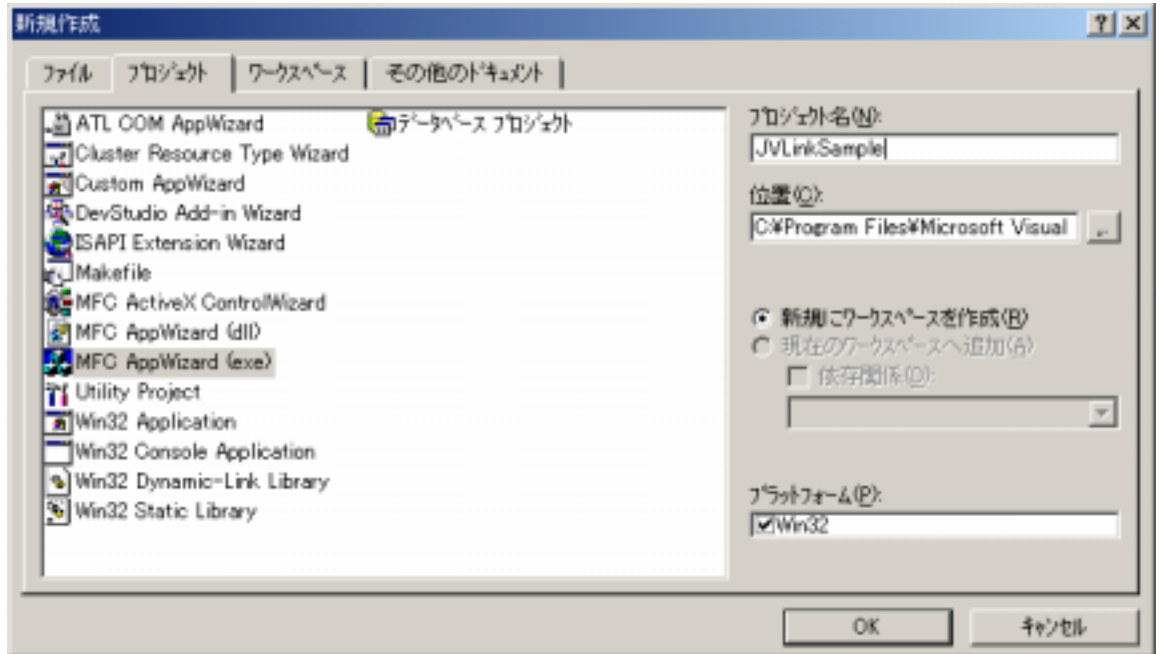 新規作成
ﾌｧｲﾙ
ﾌﾟﾛｼﾞｪｸﾄ
ﾜｰｸｽﾍﾟｰｽ
その他のﾄﾞｷｭﾒﾝﾄ
ATL COM AppWizard
Cluster Resource Type Wizard
Custom AppWizard
DevStudio Add-in Wizard
ISAPI Extension Wizard
Makefile
MFC ActiveX ControlWizard
MFC AppWizard (dll)
MFC AppWizard (exe)
Utility Project
Win32 Application
Win32 Console Application
Win32 Dynamic-Link Library
Win32 Static Library
ﾃﾞｰﾀﾍﾞｰｽ ﾌﾟﾛｼﾞｪｸﾄ
ﾌﾟﾛｼﾞｪｸﾄ名(N):
JVLinkSample
位置(C):
C:¥Program Files¥Microsoft Visual
...
新規にﾜｰｸｽﾍﾟｰｽを作成(R)
現在のﾜｰｸｽﾍﾟｰｽへ追加(A)
依存関係(D):
ﾌﾟﾗｯﾄﾌｫｰﾑ(P):
Win32
OK
ｷｬﾝｾﾙ